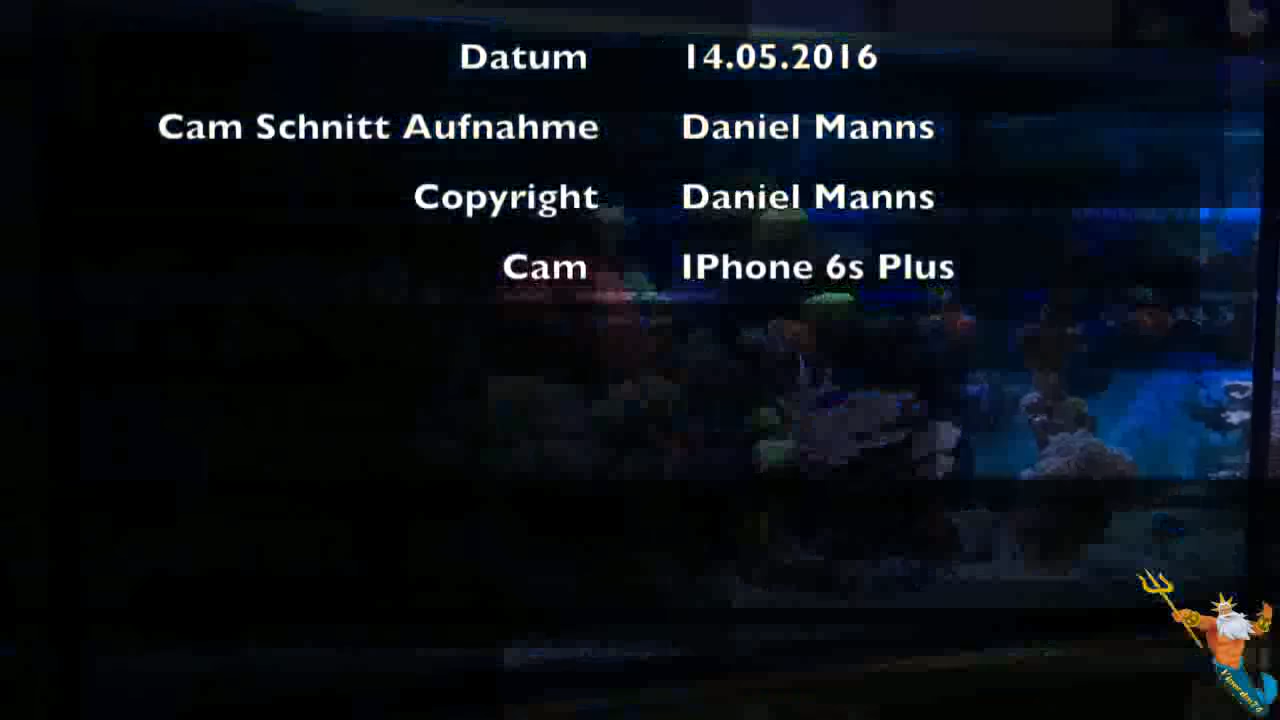 Datum 14.05.2016
Cam Schnitt Aufnahme Daniel Manns
Copyright Daniel Manns
Cam IPhone 6s Plus